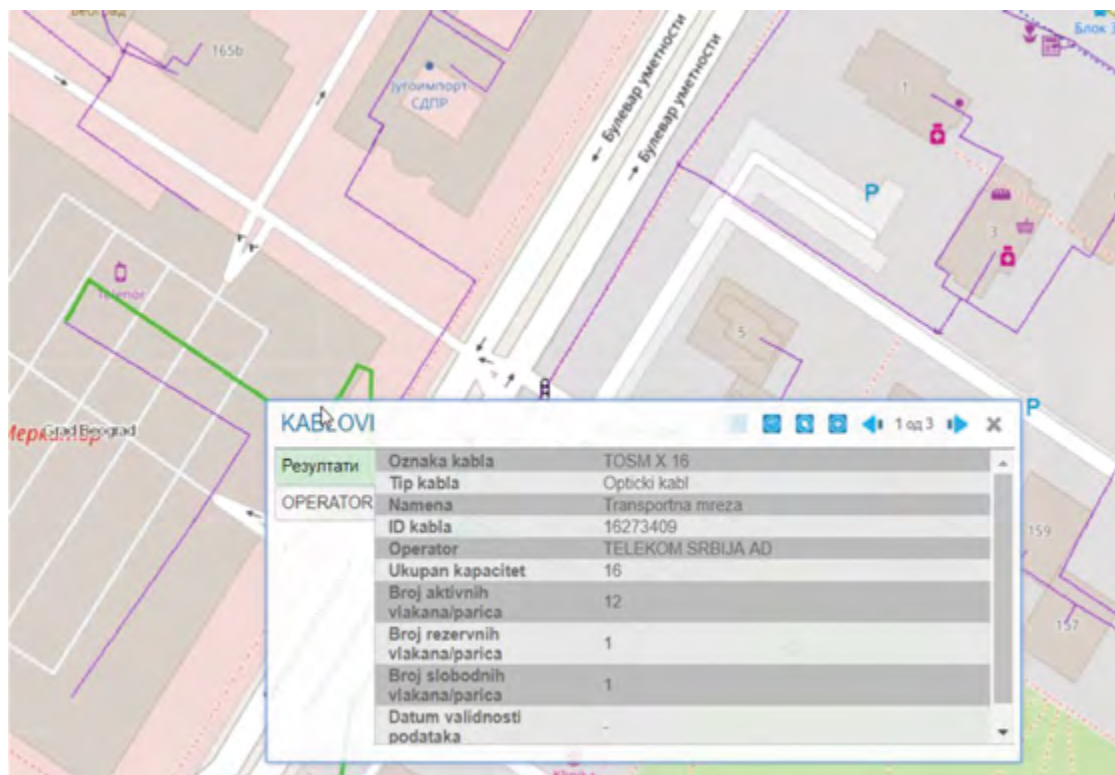 Београд
165b
Југоимпорт
СДПР
← Булевар уметности
→ Булевар уметности
Блок
1
P
3
5
Telenor
Grad Beograd
P
159
157
KABLOVI
1 од 3
Резултати
OPERATOR
Oznaka kabla TOSM X 16
Tip kabla Opticki kabl
Namena Transportna mreza
ID kabla 16273409
Operator TELEKOM SRBIJA AD
Ukupan kapacitet 16
Broj aktivnih
vlakana/parica 12
Broj rezervnih
vlakana/parica 1
Broj slobodnih
vlakana/parica 1
Datum validnosti
podataka -